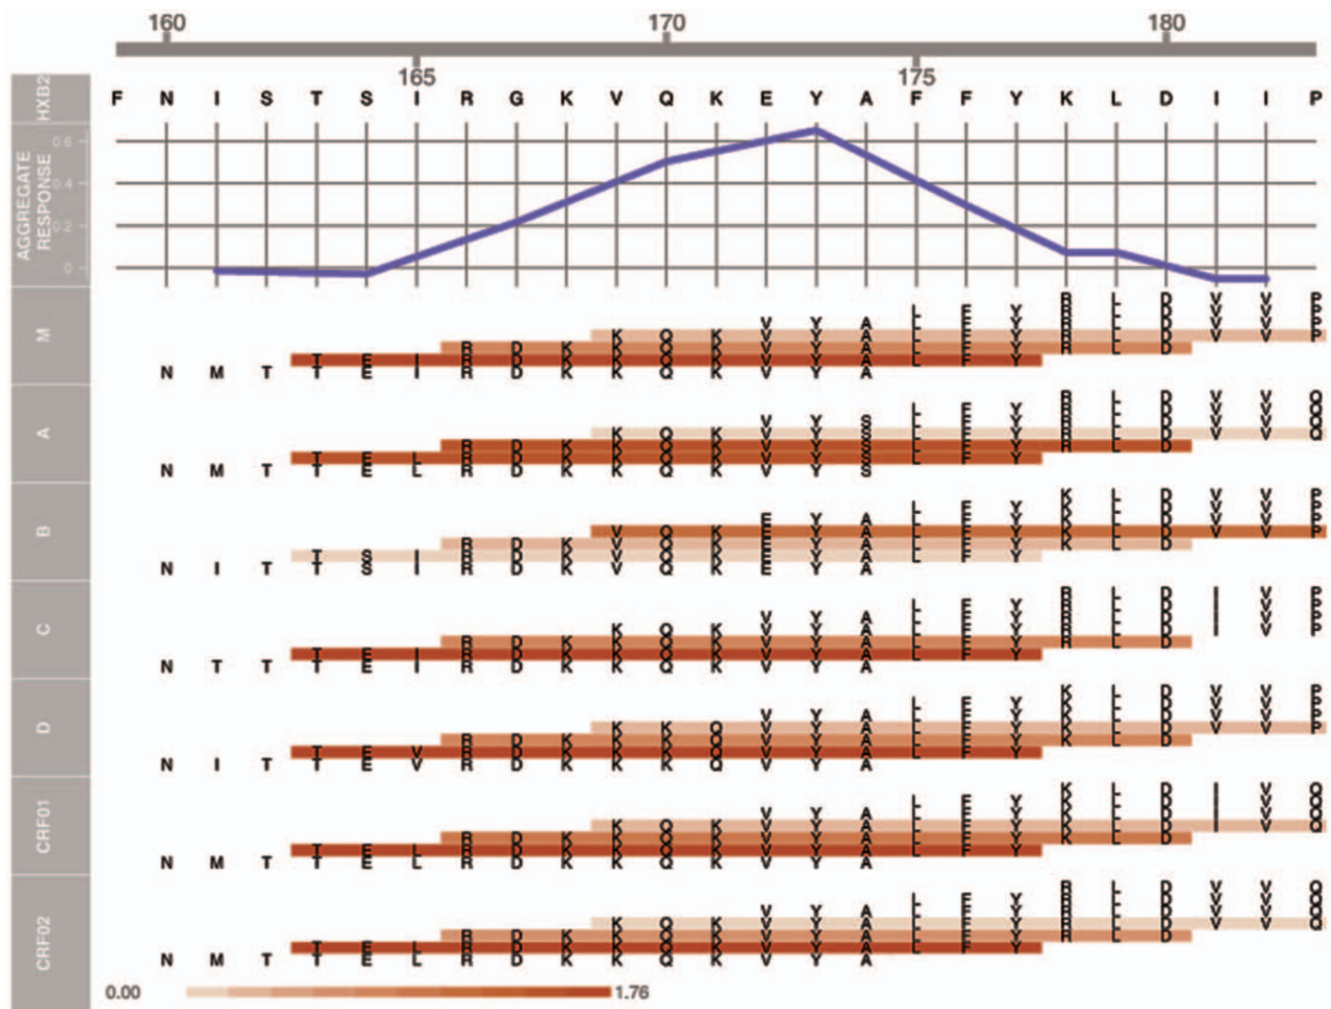 160 170 180
165 175
HXB2 F N I S T S I R G K V Q K E Y A F F Y K L D I I P
AGGREGATE RESPONSE
0.6
0.4
0.2
0
M
R L D V V P
L F Y R L D V V P
V Y A L F Y R L D V V P
K Q K V Y A L F Y R L D V V P
R D K K Q K V Y A L F Y R L D
T E I R D K K Q K V Y A L F Y
N M T T E I R D K K Q K V Y A
A
R L D V V Q
L F Y R L D V V Q
V Y S L F Y R L D V V Q
K Q K V Y S L F Y R L D V V Q
R D K K Q K V Y S L F Y R L D
T E L R D K K Q K V Y S L F Y
N M T T E L R D K K Q K V Y S
B
K L D V V P
L F Y K L D V V P
E Y A L F Y K L D V V P
V Q K E Y A L F Y K L D V V P
R D K V Q K E Y A L F Y K L D
T S I R D K V Q K E Y A L F Y
N I T T S I R D K V Q K E Y A
C
R L D I V P
L F Y R L D I V P
V Y A L F Y R L D I V P
K Q K V Y A L F Y R L D I V P
R D K K Q K V Y A L F Y R L D
T E I R D K K Q K V Y A L F Y
N T T T E I R D K K Q K V Y A
D
K L D V V P
L F Y K L D V V P
V Y A L F Y K L D V V P
K K Q V Y A L F Y K L D V V P
R D K K K Q V Y A L F Y K L D
T E V R D K K K Q V Y A L F Y
N I T T E V R D K K K Q V Y A
CRF01
K L D I V Q
L F Y K L D I V Q
V Y A L F Y K L D I V Q
K Q K V Y A L F Y K L D I V Q
R D K K Q K V Y A L F Y K L D
T E L R D K K Q K V Y A L F Y
N M T T E L R D K K Q K V Y A
CRF02
R L D V V Q
L F Y R L D V V Q
V Y A L F Y R L D V V Q
K Q K V Y A L F Y R L D V V Q
R D K K Q K V Y A L F Y R L D
T E L R D K K Q K V Y A L F Y
N M T T E L R D K K Q K V Y A
0.00 1.76